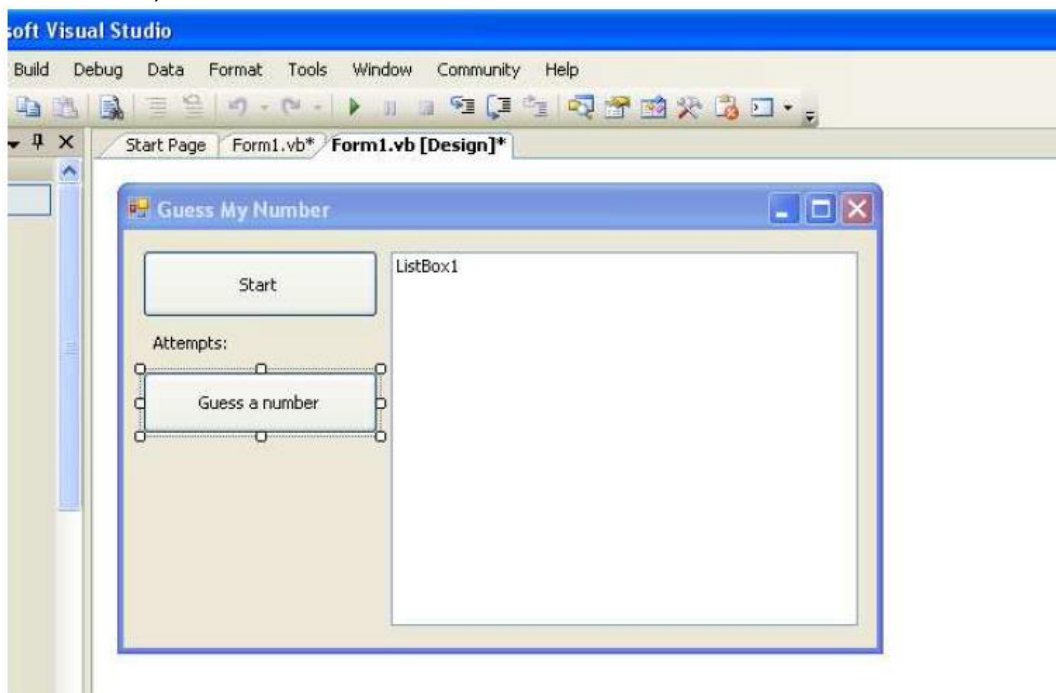 soft Visual Studio
Build Debug Data Format Tools Window Community Help
Start Page Form1.vb* Form1.vb [Design]*
Guess My Number
Start
ListBox1
Attempts:
Guess a number